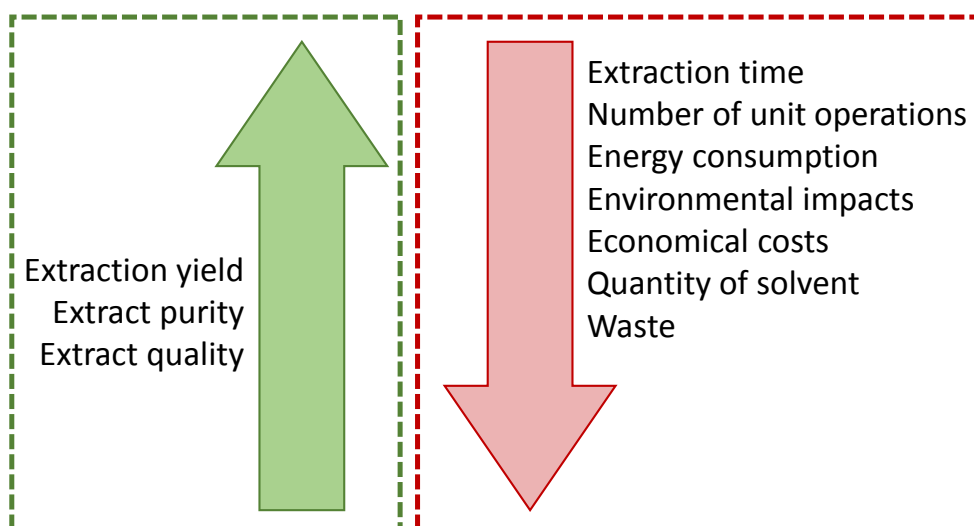 Extraction yield
Extract purity
Extract quality
Extraction time
Number of unit operations
Energy consumption
Environmental impacts
Economical costs
Quantity of solvent
Waste